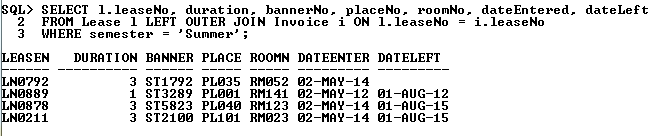 SQL> SELECT l.leaseNo, duration, bannerNo, placeNo, roomNo, dateEntered, dateLeft
2 FROM Lease l LEFT OUTER JOIN Invoice i ON l.leaseNo = i.leaseNo
3 WHERE semester = 'Summer';
LEASEN DURATION BANNER PLACE ROOMN DATEENTER DATELEFT
------ ---------- ------ ----- ----- --------- ---------
LN0792 3 ST1792 PL035 RM052 02-MAY-14
LN0889 1 ST3289 PL001 RM141 02-MAY-12 01-AUG-12
LN0878 3 ST5823 PL040 RM123 02-MAY-14 01-AUG-15
LN0211 3 ST2100 PL101 RM023 02-MAY-14 01-AUG-15